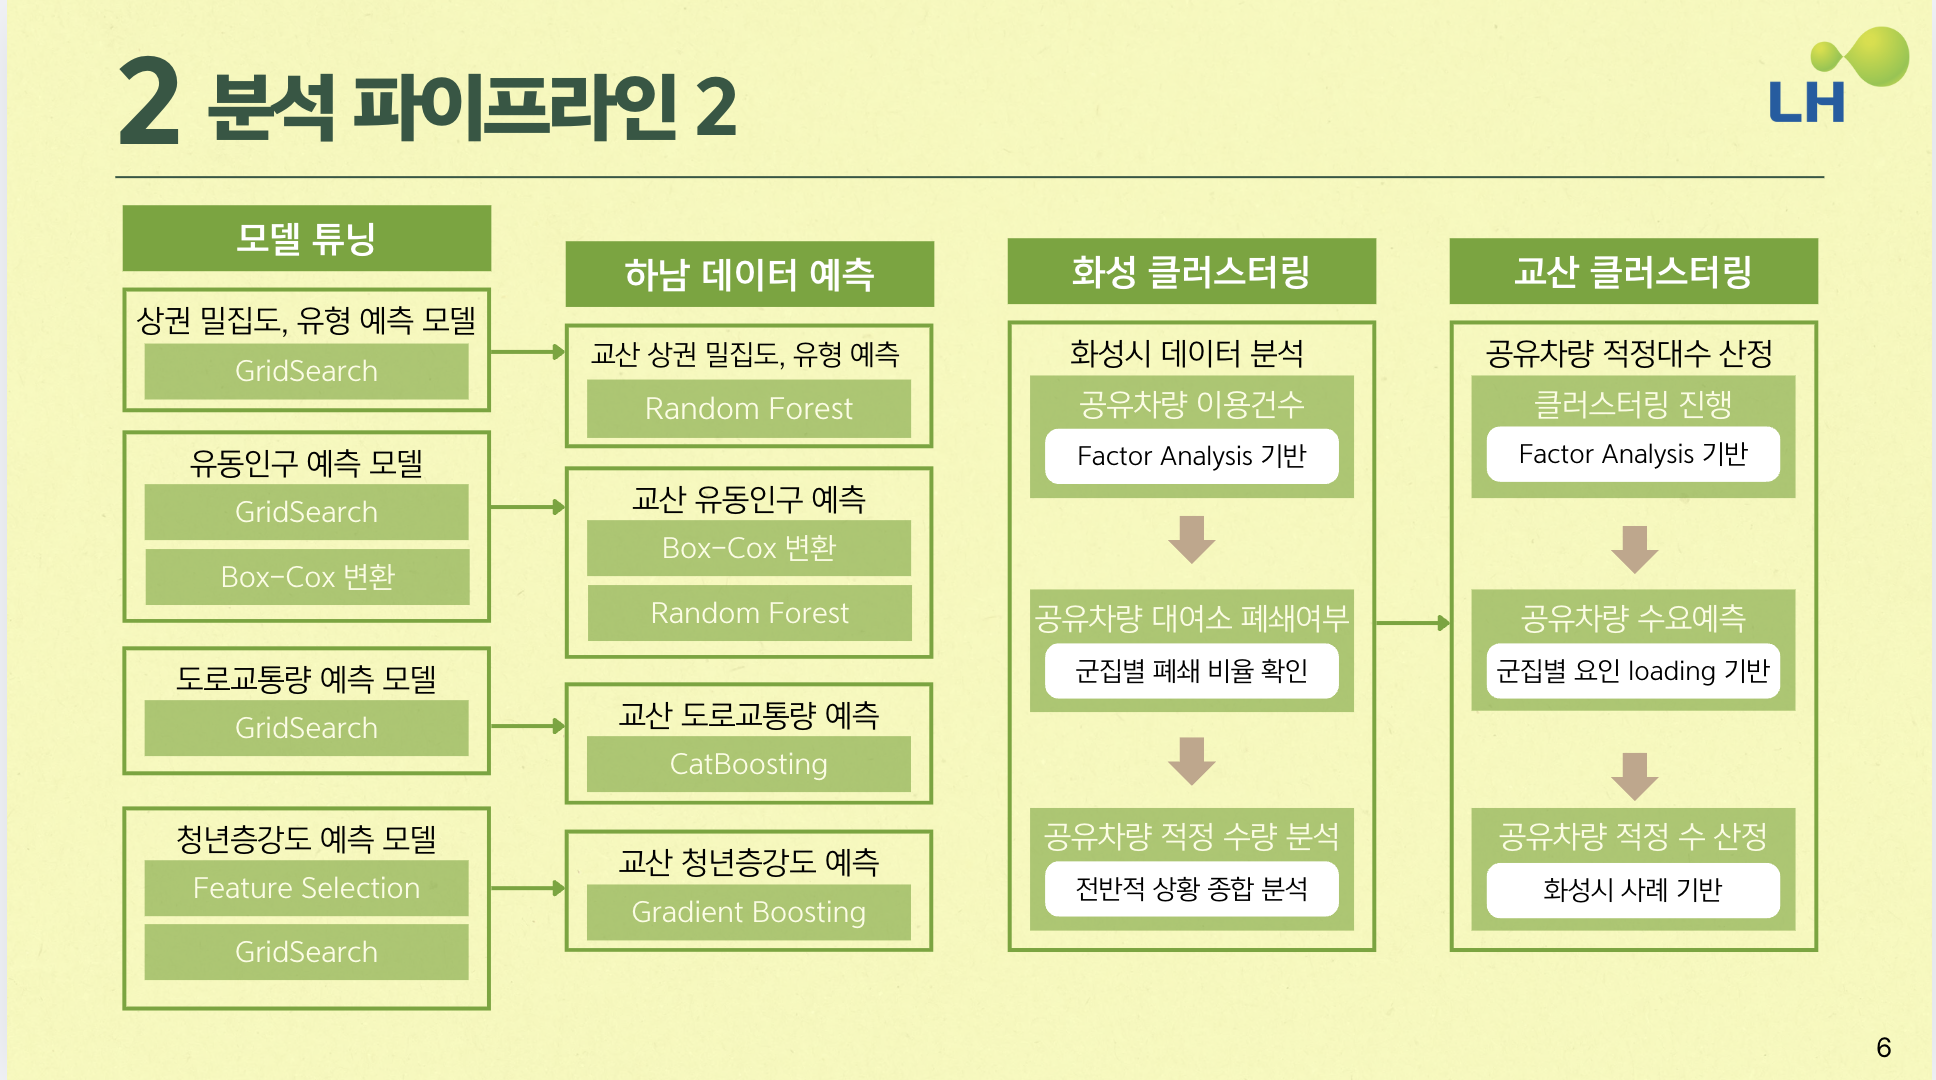 2 분석 파이프라인 2
LH
모델 튜닝
상권 밀집도, 유형 예측 모델
GridSearch
유동인구 예측 모델
GridSearch
Box-Cox 변환
도로교통량 예측 모델
GridSearch
청년층강도 예측 모델
Feature Selection
GridSearch
하남 데이터 예측
교산 상권 밀집도, 유형 예측
Random Forest
교산 유동인구 예측
Box-Cox 변환
Random Forest
교산 도로교통량 예측
CatBoosting
교산 청년층강도 예측
Gradient Boosting
화성 클러스터링
화성시 데이터 분석
공유차량 이용건수
Factor Analysis 기반
공유차량 대여소 폐쇄여부
군집별 폐쇄 비율 확인
공유차량 적정 수량 분석
전반적 상황 종합 분석
교산 클러스터링
공유차량 적정대수 산정
클러스터링 진행
Factor Analysis 기반
공유차량 수요예측
군집별 요인 loading 기반
공유차량 적정 수 산정
화성시 사례 기반
6